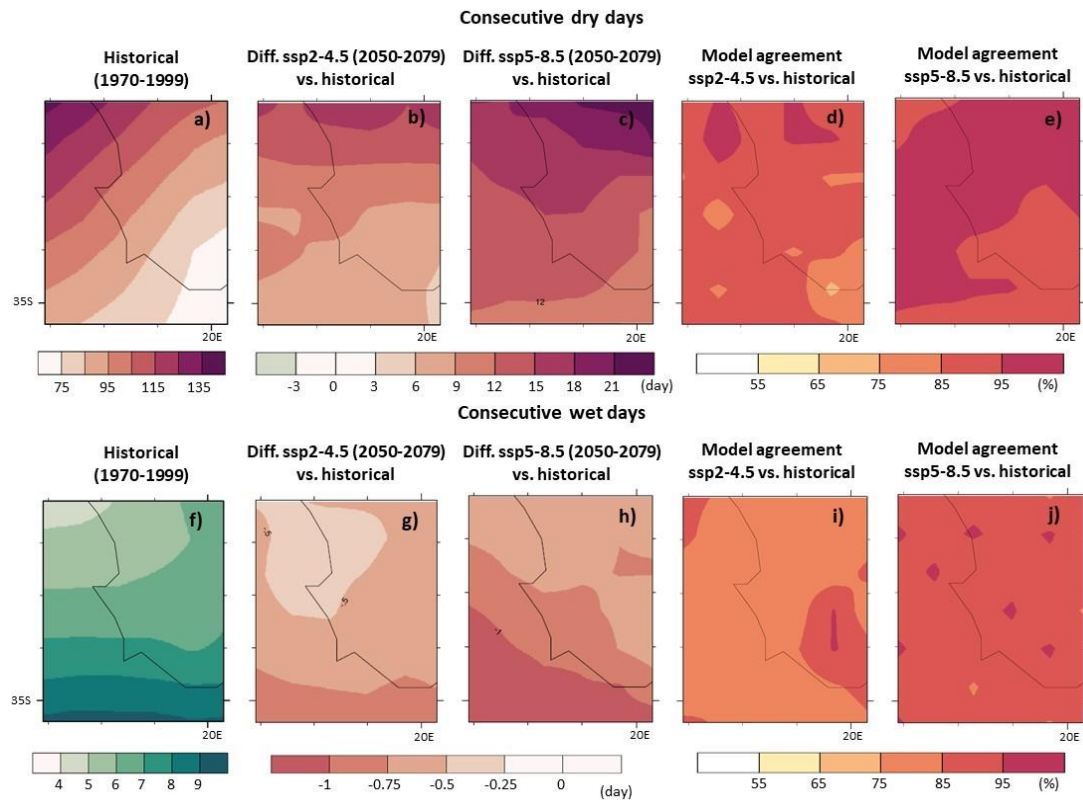 Consecutive dry days
Historical
(1970-1999)
Diff. ssp2-4.5 (2050-2079)
vs. historical
Diff. ssp5-8.5 (2050-2079)
vs. historical
Model agreement
ssp2-4.5 vs. historical
Model agreement
ssp5-8.5 vs. historical
a)
b)
c)
d)
e)
12
35S
20E
20E
20E
20E
20E
75 95 115 135
-3 0 3 6 9 12 15 18 21 (day)
55 65 75 85 95 (%)
Consecutive wet days
Historical
(1970-1999)
Diff. ssp2-4.5 (2050-2079)
vs. historical
Diff. ssp5-8.5 (2050-2079)
vs. historical
Model agreement
ssp2-4.5 vs. historical
Model agreement
ssp5-8.5 vs. historical
f)
g)
h)
i)
j)
-.5
-.5
-1
35S
20E
20E
20E
20E
20E
4 5 6 7 8 9
-1 -0.75 -0.5 -0.25 0 (day)
55 65 75 85 95 (%)